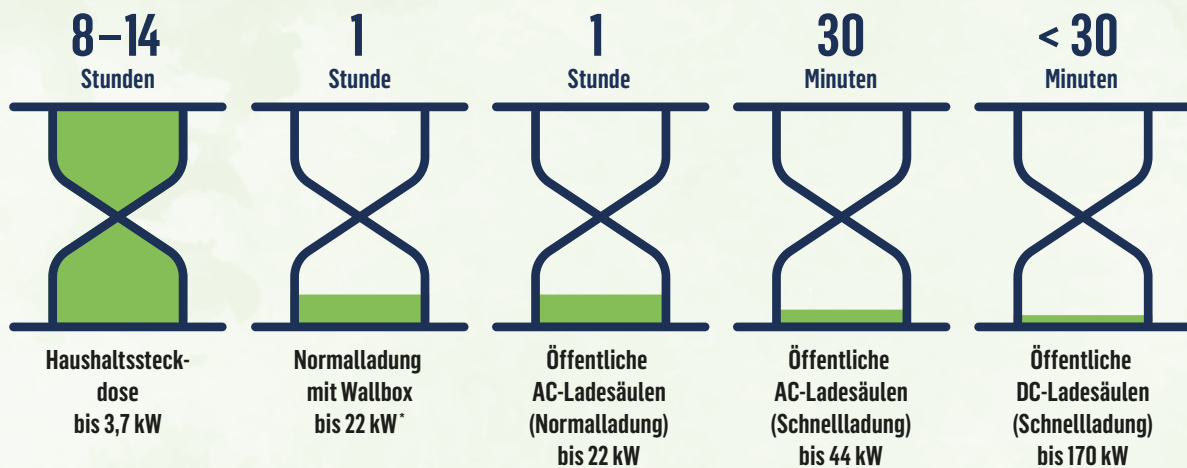 8–14
Stunden
1
Stunde
1
Stunde
30
Minuten
< 30
Minuten
Haushaltssteck-
dose
bis 3,7 kW
Normalladung
mit Wallbox
bis 22 kW*
Öffentliche
AC-Ladesäulen
(Normalladung)
bis 22 kW
Öffentliche
AC-Ladesäulen
(Schnellladung)
bis 44 kW
Öffentliche
DC-Ladesäulen
(Schnellladung)
bis 170 kW